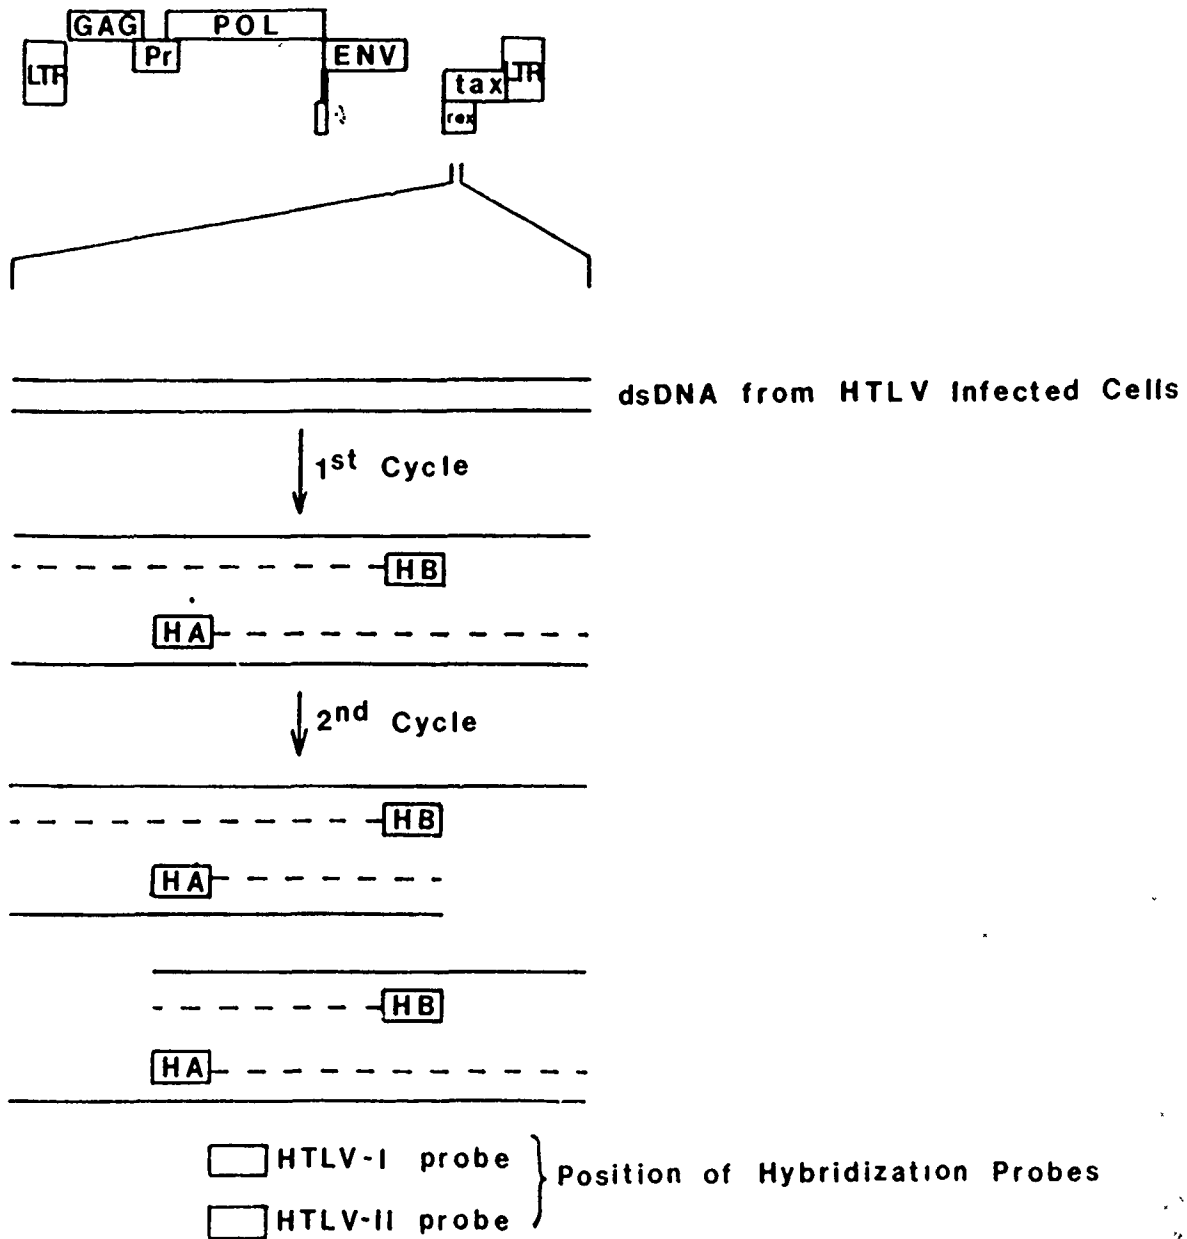 GAG POL
LTR Pr ENV LTR
tax
rex
dsDNA from HTLV Infected Cells
1st Cycle
HB
HA
2nd Cycle
HB
HA
HB
HA
HTLV-I probe
Position of Hybridization Probes
HTLV-II probe